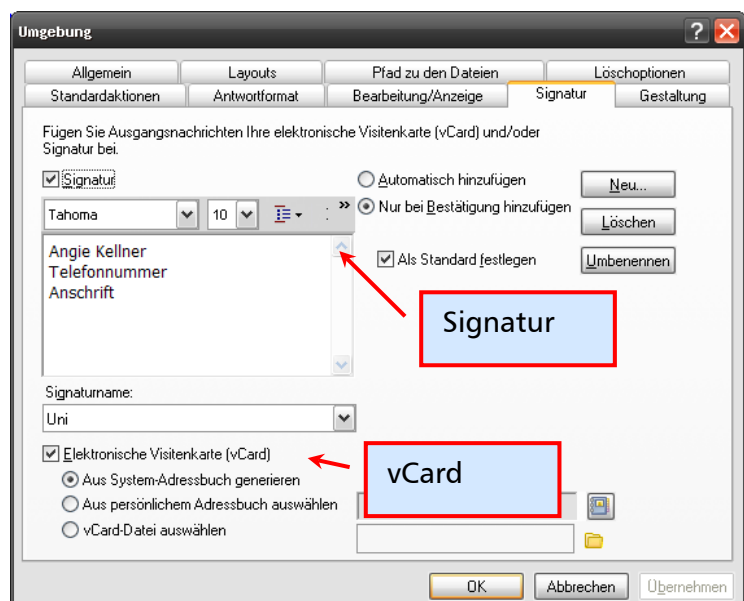 Umgebung
Allgemein Layouts Pfad zu den Dateien Löschoptionen
Standardaktionen Antwortformat Bearbeitung/Anzeige Signatur Gestaltung
Fügen Sie Ausgangsnachrichten Ihre elektronische Visitenkarte (vCard) und/oder
Signatur bei.
Signatur
Automatisch hinzufügen
Neu...
Tahoma 10
Nur bei Bestätigung hinzufügen
Löschen
Angie Kellner
Telefonnummer
Anschrift
Als Standard festlegen
Umbenennen
Signatur
Signaturname:
Uni
Elektronische Visitenkarte (vCard)
vCard
Aus System-Adressbuch generieren
Aus persönlichem Adressbuch auswählen
vCard-Datei auswählen
OK Abbrechen Übernehmen